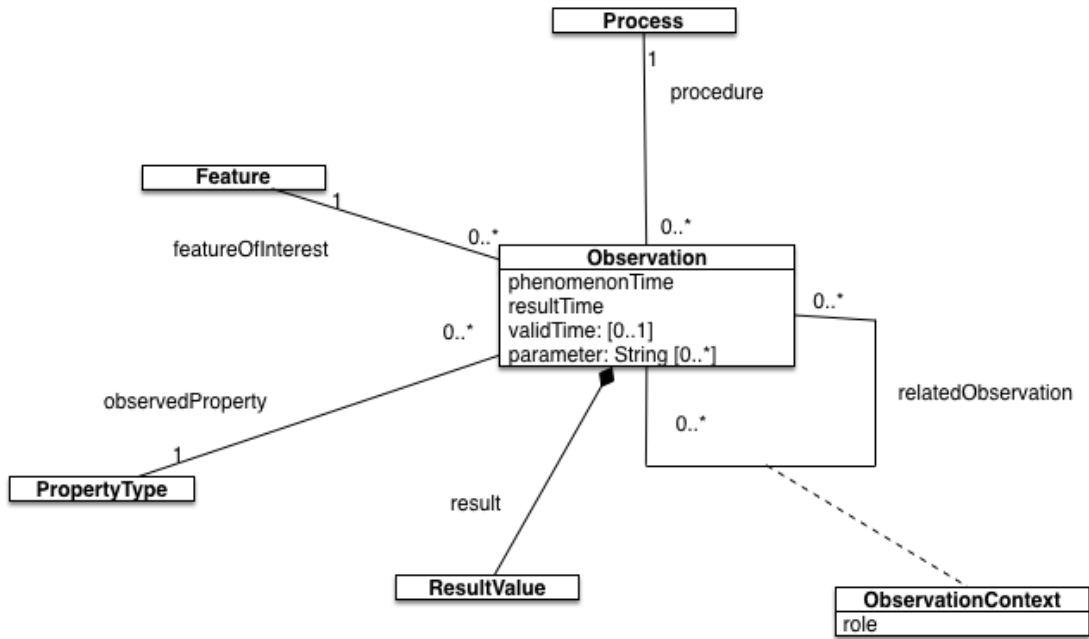 Process
1
procedure
Feature
1
0..*
0..*
featureOfInterest
Observation
phenomenonTime
resultTime
validTime: [0..1]
parameter: String [0..*]
0..*
0..*
observedProperty
1
PropertyType
relatedObservation
0..*
result
ResultValue
ObservationContext
role